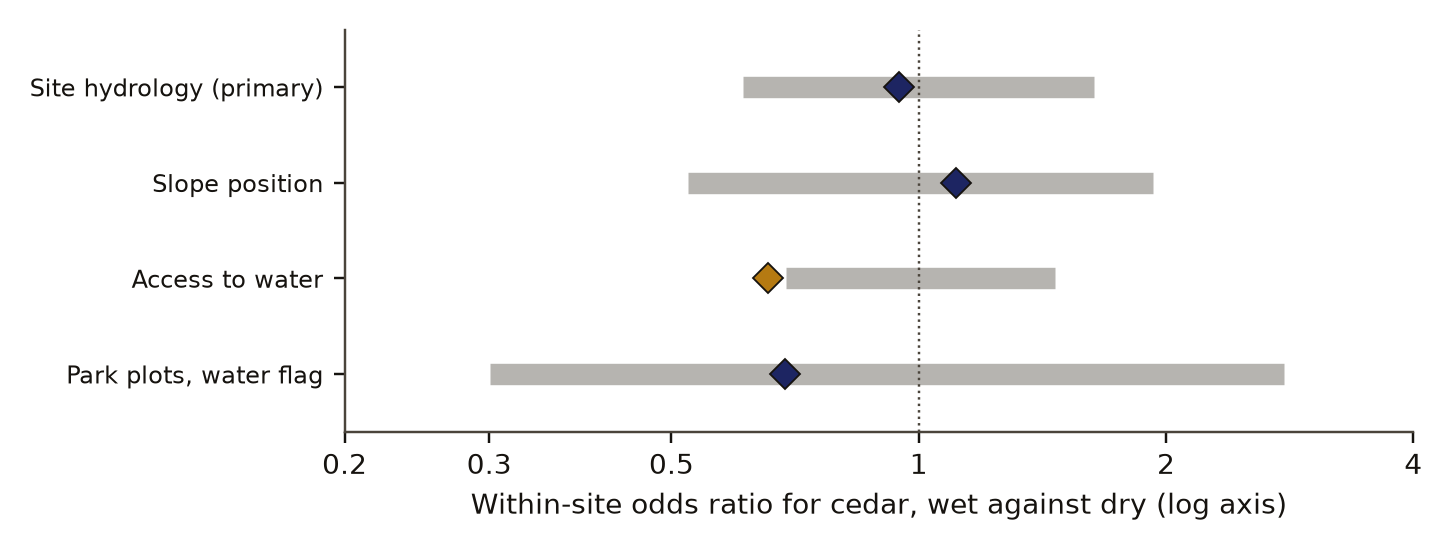 Site hydrology (primary)
Slope position
Access to water
Park plots, water flag
0.2 0.3 0.5 1 2 4
Within-site odds ratio for cedar, wet against dry (log axis)